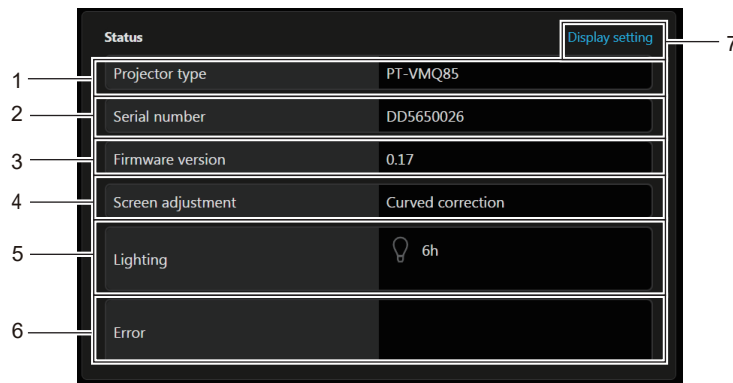 Status Display setting 7
1 Projector type PT-VMQ85
2 Serial number DD5650026
3 Firmware version 0.17
4 Screen adjustment Curved correction
5 Lighting 6h
6 Error